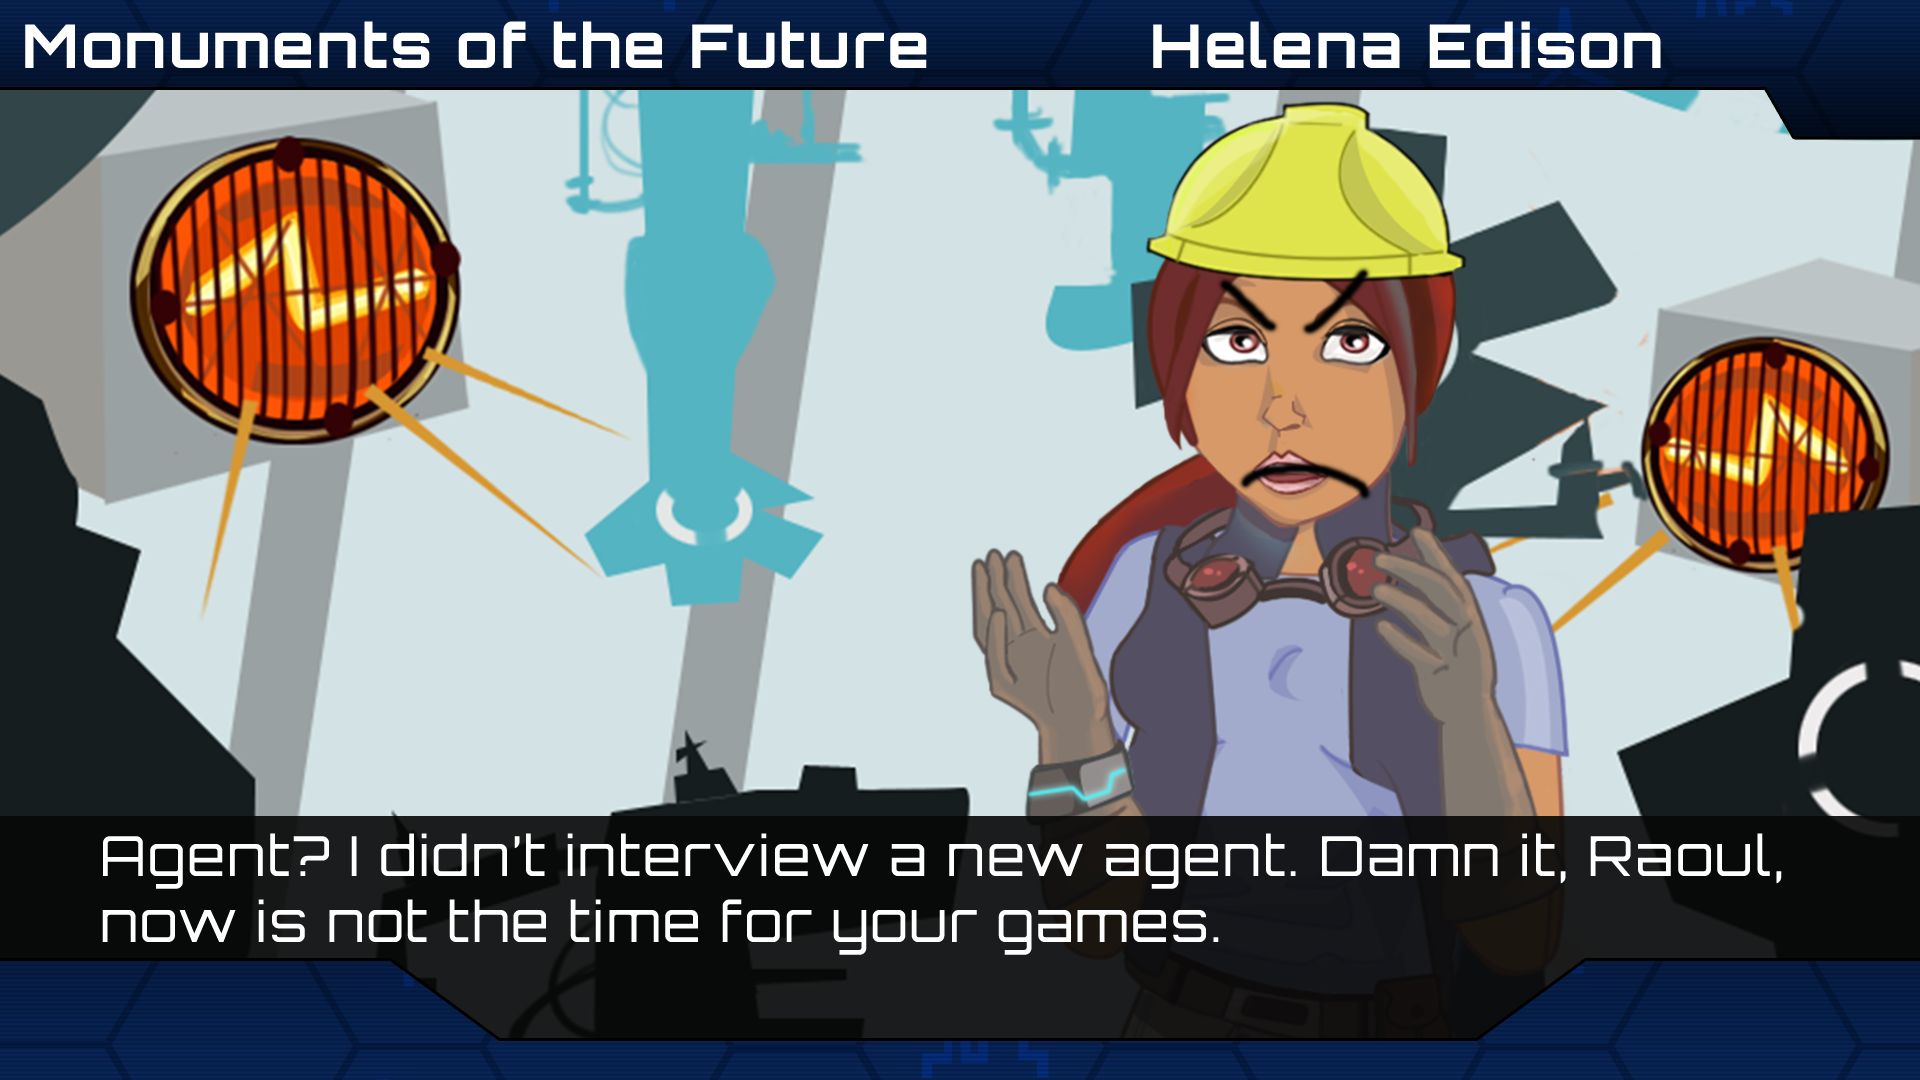 Monuments of the Future
Helena Edison
Agent? I didn't interview a new agent. Damn it, Raoul,
now is not the time for your games.